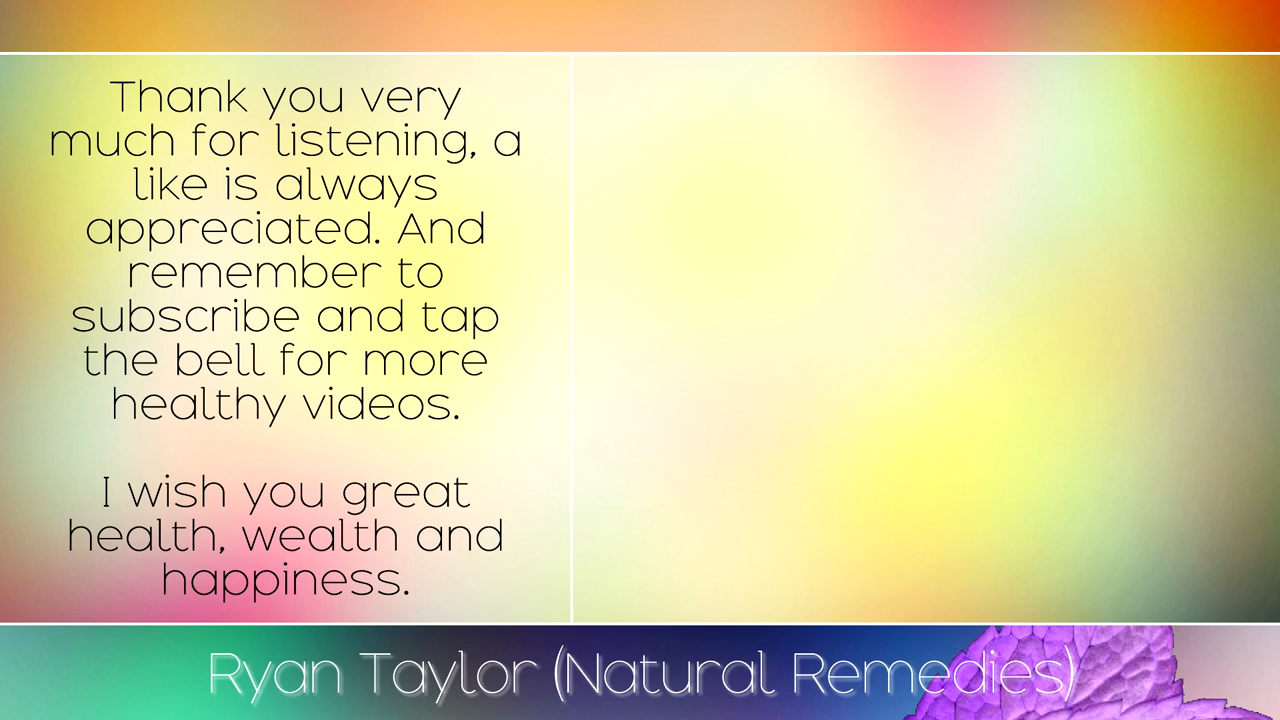 Thank you very
much for listening, a
like is always
appreciated. And
remember to
subscribe and tap
the bell for more
healthy videos.
I wish you great
health, wealth and
happiness.
Ryan Taylor (Natural Remedies)